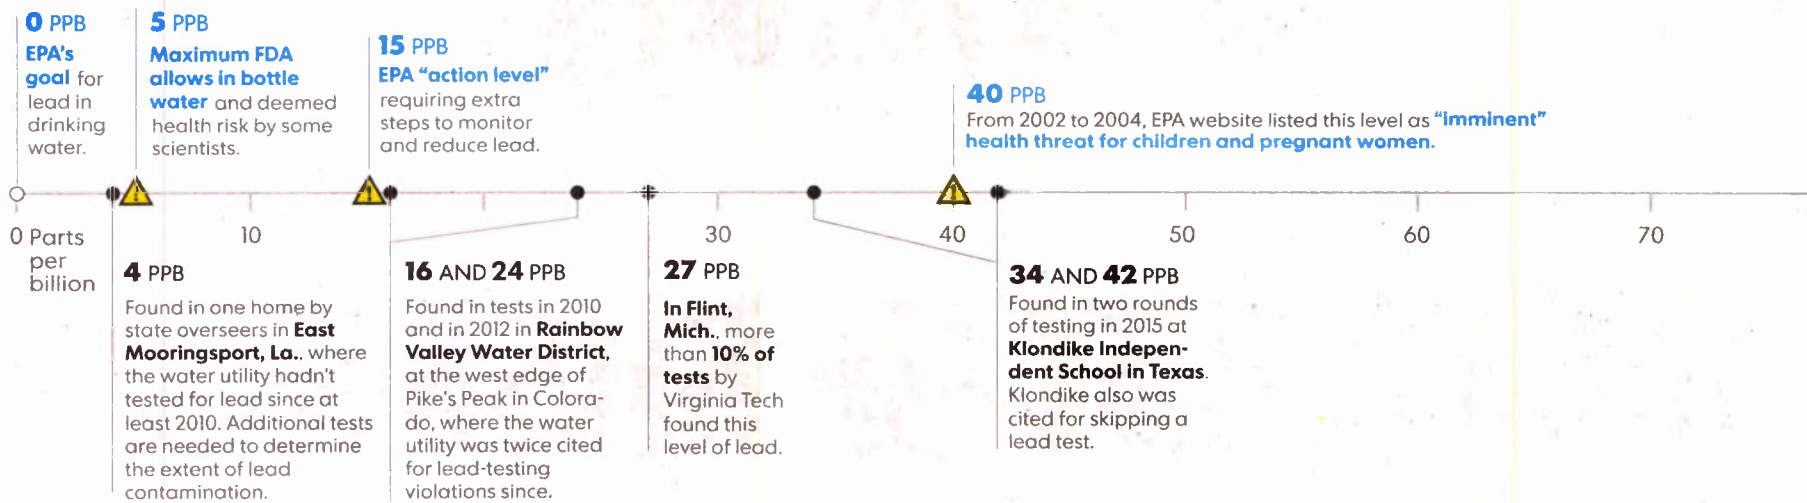 0 PPB
EPA's
goal for
lead in
drinking
water.
5 PPB
Maximum FDA
allows in bottle
water and deemed
health risk by some
scientists.
15 PPB
EPA “action level”
requiring extra
steps to monitor
and reduce lead.
40 PPB
From 2002 to 2004, EPA website listed this level as “imminent”
health threat for children and pregnant women.
0 Parts
per
billion
10
30
40
50
60
70
4 PPB
Found in one home by
state overseers in East
Mooringsport, La., where
the water utility hadn't
tested for lead since at
least 2010. Additional tests
are needed to determine
the extent of lead
contamination.
16 AND 24 PPB
Found in tests in 2010
and in 2012 in Rainbow
Valley Water District,
at the west edge of
Pike's Peak in Colora-
do, where the water
utility was twice cited
for lead-testing
violations since.
27 PPB
In Flint,
Mich., more
than 10% of
tests by
Virginia Tech
found this
level of lead.
34 AND 42 PPB
Found in two rounds
of testing in 2015 at
Klondike Indepen-
dent School in Texas.
Klondike also was
cited for skipping a
lead test.